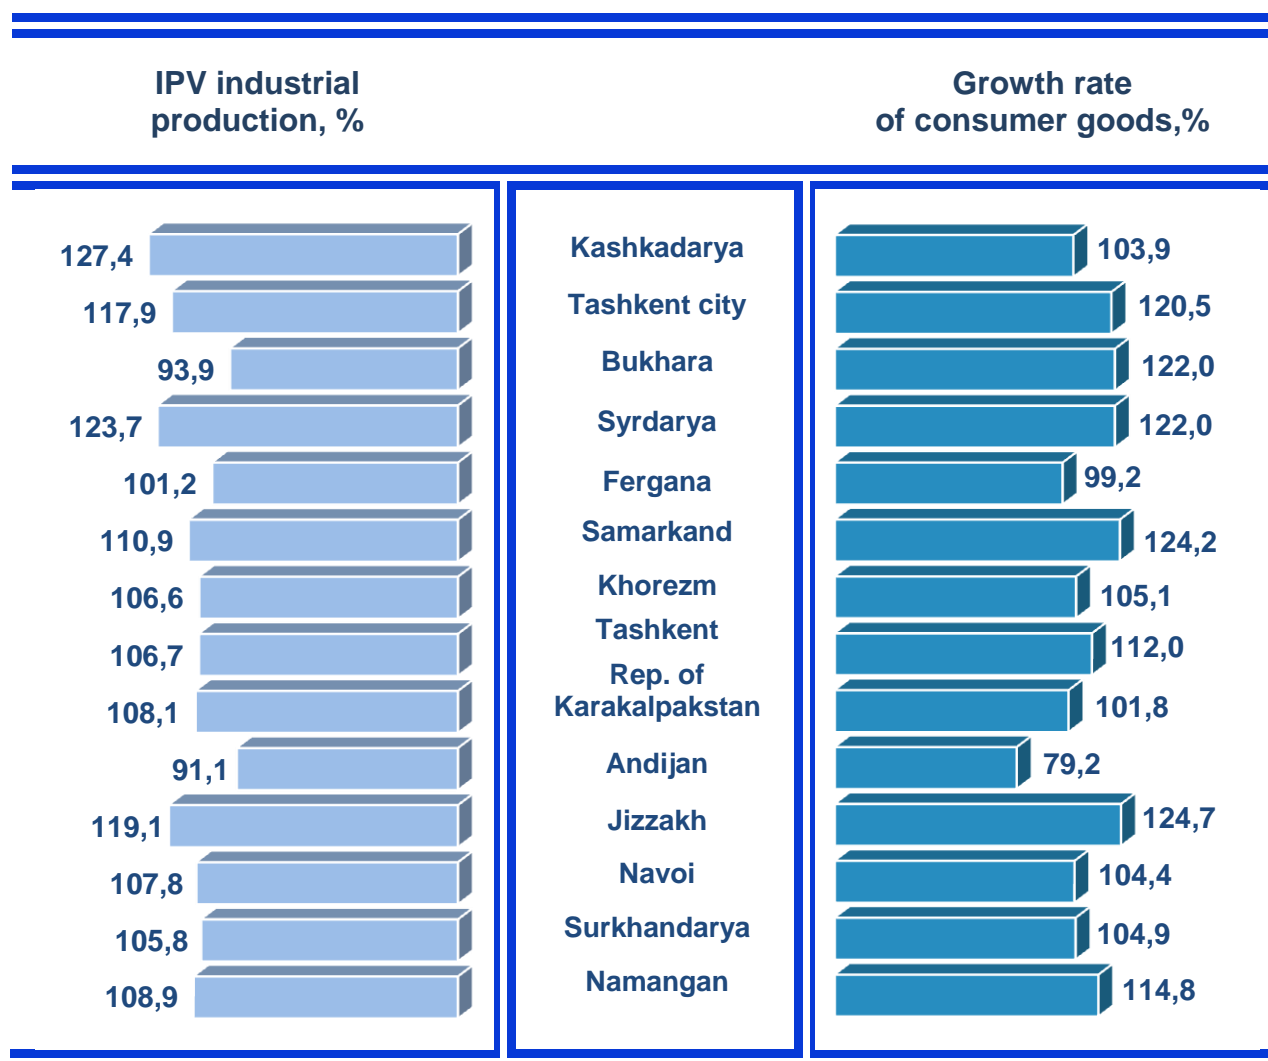 IPV industrial
production, %
Growth rate
of consumer goods,%
127,4
Kashkadarya
103,9
117,9
Tashkent city
120,5
93,9
Bukhara
122,0
123,7
Syrdarya
122,0
101,2
Fergana
99,2
110,9
Samarkand
124,2
106,6
Khorezm
105,1
106,7
Tashkent
112,0
108,1
Rep. of
Karakalpakstan
101,8
91,1
Andijan
79,2
119,1
Jizzakh
124,7
107,8
Navoi
104,4
105,8
Surkhandarya
104,9
108,9
Namangan
114,8